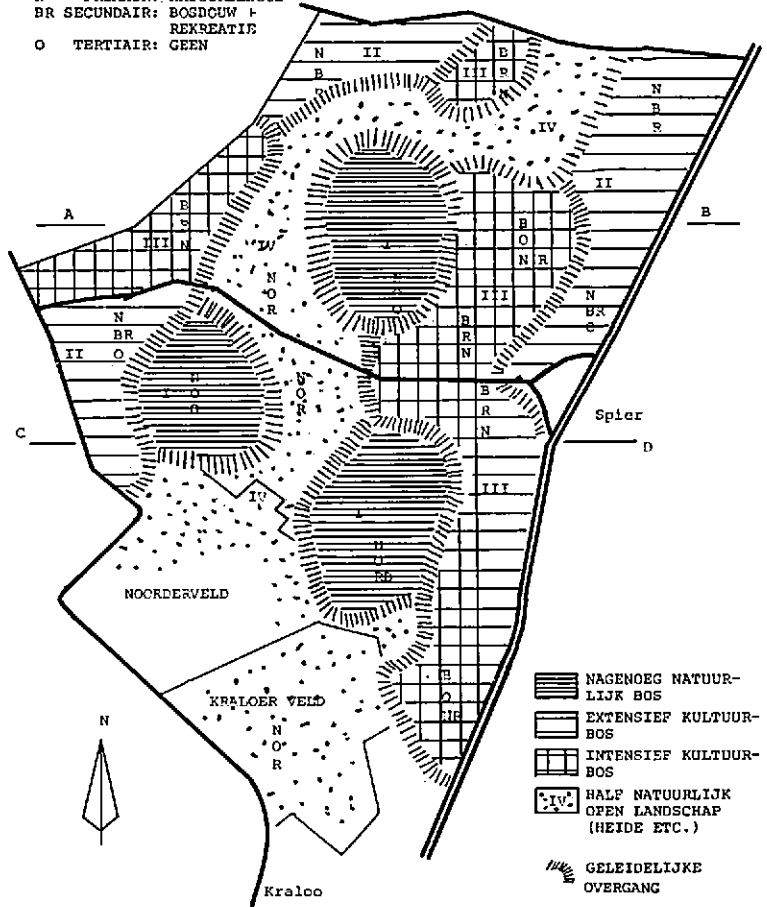 BR SECUNDAIR: BOSBOUW +
REKREATIE
O TERTIAIR: GEEN
N
B
R
II
III
B
R
N
IV
N
B
R
II
A
B
III
B
N
IV
N
O
R
I
B
O
N R
III
B
R
N
N
BR
O
N
BR
O
II
I
N
O
R
B
R
N
Spier
C
D
III
IV
I
NOORDERVELD
KRALOER VELD
N
O
R
N
Kraloo
NAGENOEG NATUUR-
LIJK BOS
EXTENSIEF KULTUUR-
BOS
INTENSIEF KULTUUR-
BOS
IV
HALF NATUURLIJK
OPEN LANDSCHAP
(HEIDE ETC.)
GELEIDELIJKE
OVERGANG